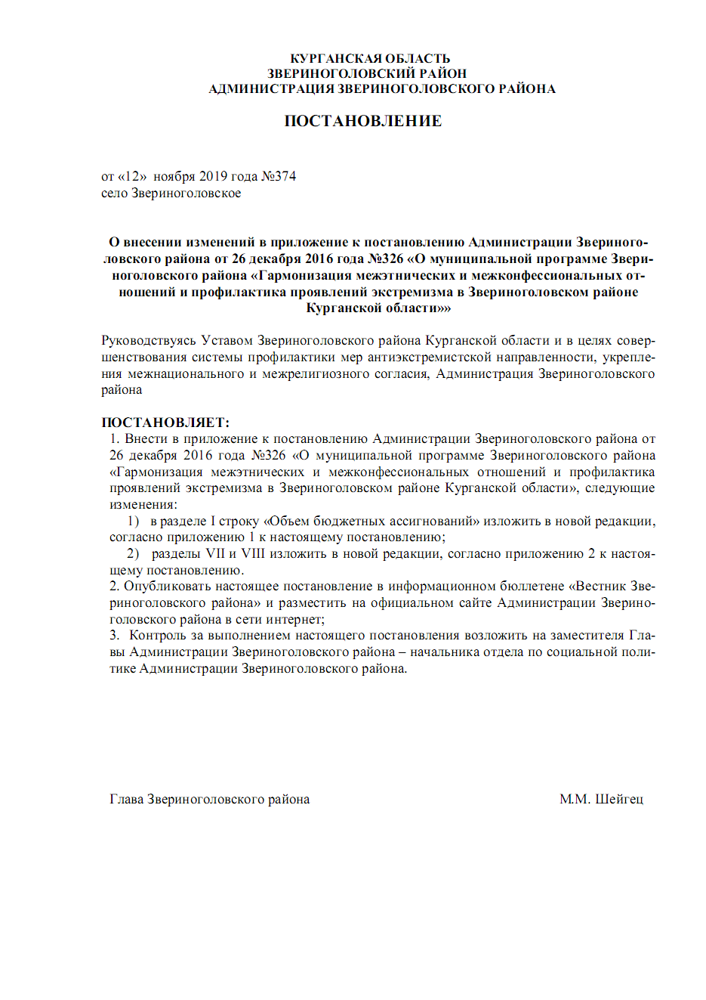 КУРГАНСКАЯ ОБЛАСТЬ
ЗВЕРИНОГОЛОВСКИЙ РАЙОН
АДМИНИСТРАЦИЯ ЗВЕРИНОГОЛОВСКОГО РАЙОНА
ПОСТАНОВЛЕНИЕ
от «12»  ноября 2019 года №374
село Звериноголовское
О внесении изменений в приложение к постановлению Администрации Зверино​го-
ловского района от 26 декабря 2016 года №326 «О муниципальной программе Звери-
ноголовского района «Гармонизация межэтнических и межконфессиональных от-
ношений и профилактика проявлений экстремизма в Звериноголовском районе
Курганской области»»
Руководствуясь Уставом Звериноголовского района Курганской области и в целях совер-
шенствования системы профилактики мер антиэкстремистской направленности, укрепле-
ния межнационального и межрелигиозного согласия, Администрация Звериноголовского
района
ПОСТАНОВЛЯЕТ:
1. Внести в приложение к постановлению Администрации Звериноголовского района от
26 декабря 2016 года №326 «О муниципальной программе Звериноголовского района
«Гармонизация межэтнических и межконфессиональных отношений и профилактика
проявлений экстремизма в Звериноголовском районе Курганской области», следующие
изменения:
1) в разделе I строку «Объем бюджетных ассигнований» изложить в новой редакции,
согласно приложению 1 к настоящему постановлению;
2) разделы VII и VIII изложить в новой редакции, согласно приложению 2 к настоя-
щему постановлению.
2. Опубликовать настоящее постановление в информационном бюллетене «Вестник Зве-
риноголовского района» и разместить на официальном сайте Администрации Зверино-
головского района в сети интернет;
3. Контроль за выполнением настоящего постановления возложить на заместителя Гла-
вы Администрации Звериноголовского района – начальника отдела по социальной поли-
тике Администрации Звериноголовского района.
Глава Звериноголовского района М.М. Шейгец